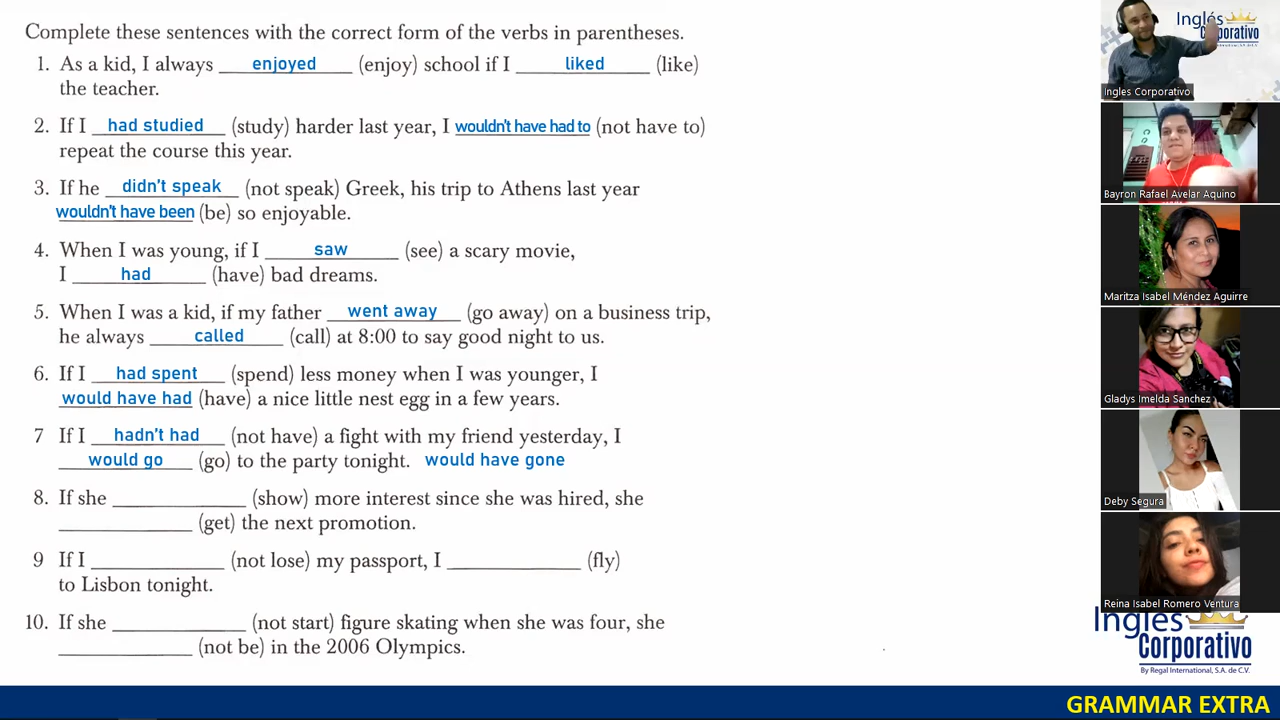 Complete these sentences with the correct form of the verbs in parentheses.
1. As a kid, I always enjoyed (enjoy) school if I liked (like)
the teacher.
2. If I had studied (study) harder last year, I wouldn't have had to (not have to)
repeat the course this year.
3. If he didn't speak (not speak) Greek, his trip to Athens last year
wouldn't have been (be) so enjoyable.
4. When I was young, if I saw (see) a scary movie,
I had (have) bad dreams.
5. When I was a kid, if my father went away (go away) on a business trip,
he always called (call) at 8:00 to say good night to us.
6. If I had spent (spend) less money when I was younger, I
would have had (have) a nice little nest egg in a few years.
7 If I hadn't had (not have) a fight with my friend yesterday, I
would go (go) to the party tonight. would have gone
8. If she ____________ (show) more interest since she was hired, she
____________ (get) the next promotion.
9 If I ____________ (not lose) my passport, I ____________ (fly)
to Lisbon tonight.
10. If she ____________ (not start) figure skating when she was four, she
____________ (not be) in the 2006 Olympics.
Inglés
Corporativo
Ingles Corporativo
Bayron Rafael Avelar Aquino
Maritza Isabel Méndez Aguirre
Gladys Imelda Sanchez
Deby Segura
Reina Isabel Romero Ventura
Inglés
Corporativo
By Regal International, S.A. de C.V.
GRAMMAR EXTRA